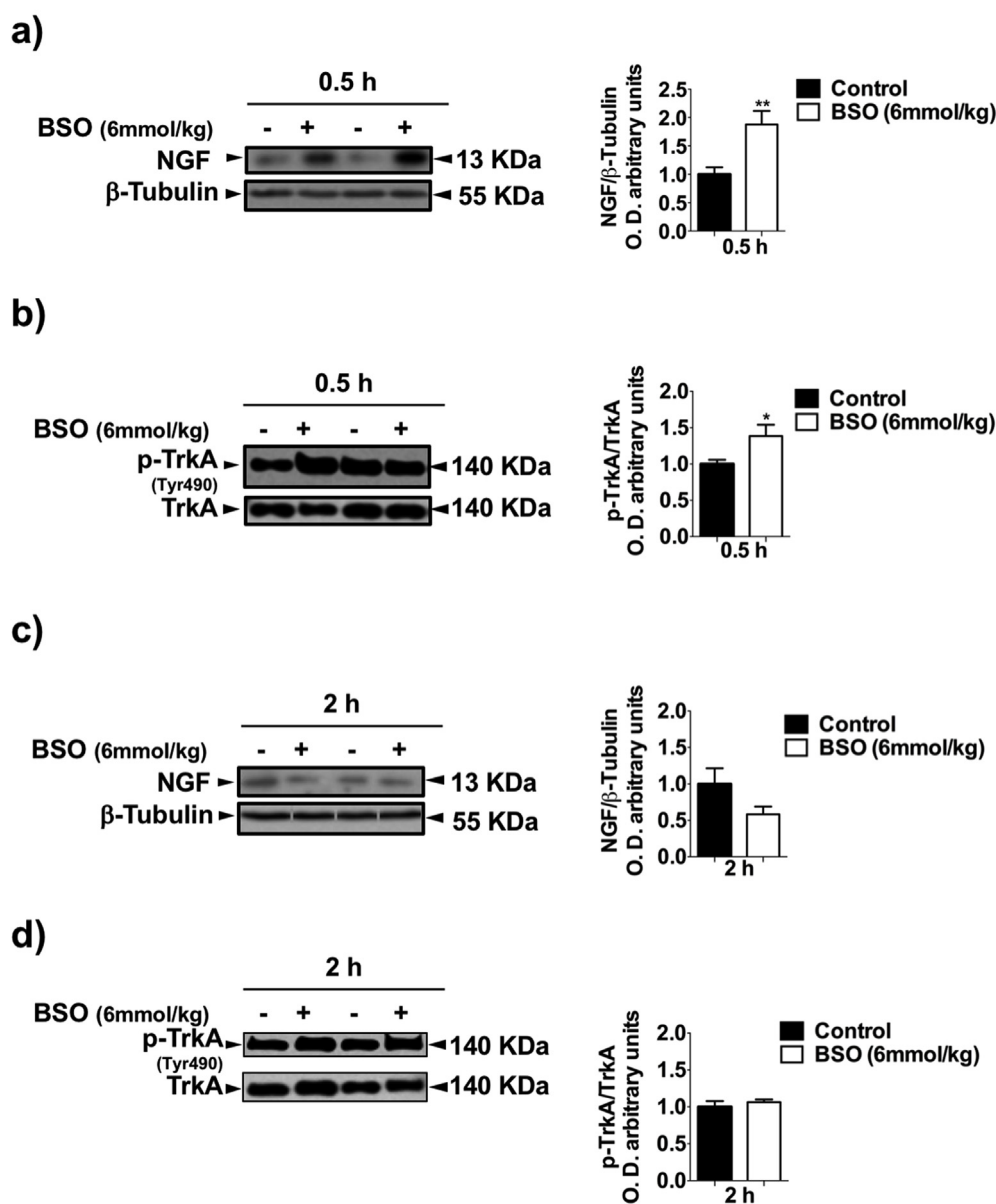 a)
0.5 h
BSO (6mmol/kg) - + - +
NGF 13 KDa
β-Tubulin 55 KDa
NGF/β-Tubulin
O. D. arbitrary units
2.5
2.0
1.5
1.0
0.5
0.0
**
0.5 h
Control
BSO (6mmol/kg)
b)
0.5 h
BSO (6mmol/kg) - + - +
p-TrkA 140 KDa
(Tyr490)
TrkA 140 KDa
p-TrkA/TrkA
O. D. arbitrary units
2.0
1.5
1.0
0.5
0.0
*
0.5 h
Control
BSO (6mmol/kg)
c)
2 h
BSO (6mmol/kg) - + - +
NGF 13 KDa
β-Tubulin 55 KDa
NGF/β-Tubulin
O. D. arbitrary units
2.0
1.5
1.0
0.5
0.0
2 h
Control
BSO (6mmol/kg)
d)
2 h
BSO (6mmol/kg) - + - +
p-TrkA 140 KDa
(Tyr490)
TrkA 140 KDa
p-TrkA/TrkA
O. D. arbitrary units
2.0
1.5
1.0
0.5
0.0
2 h
Control
BSO (6mmol/kg)